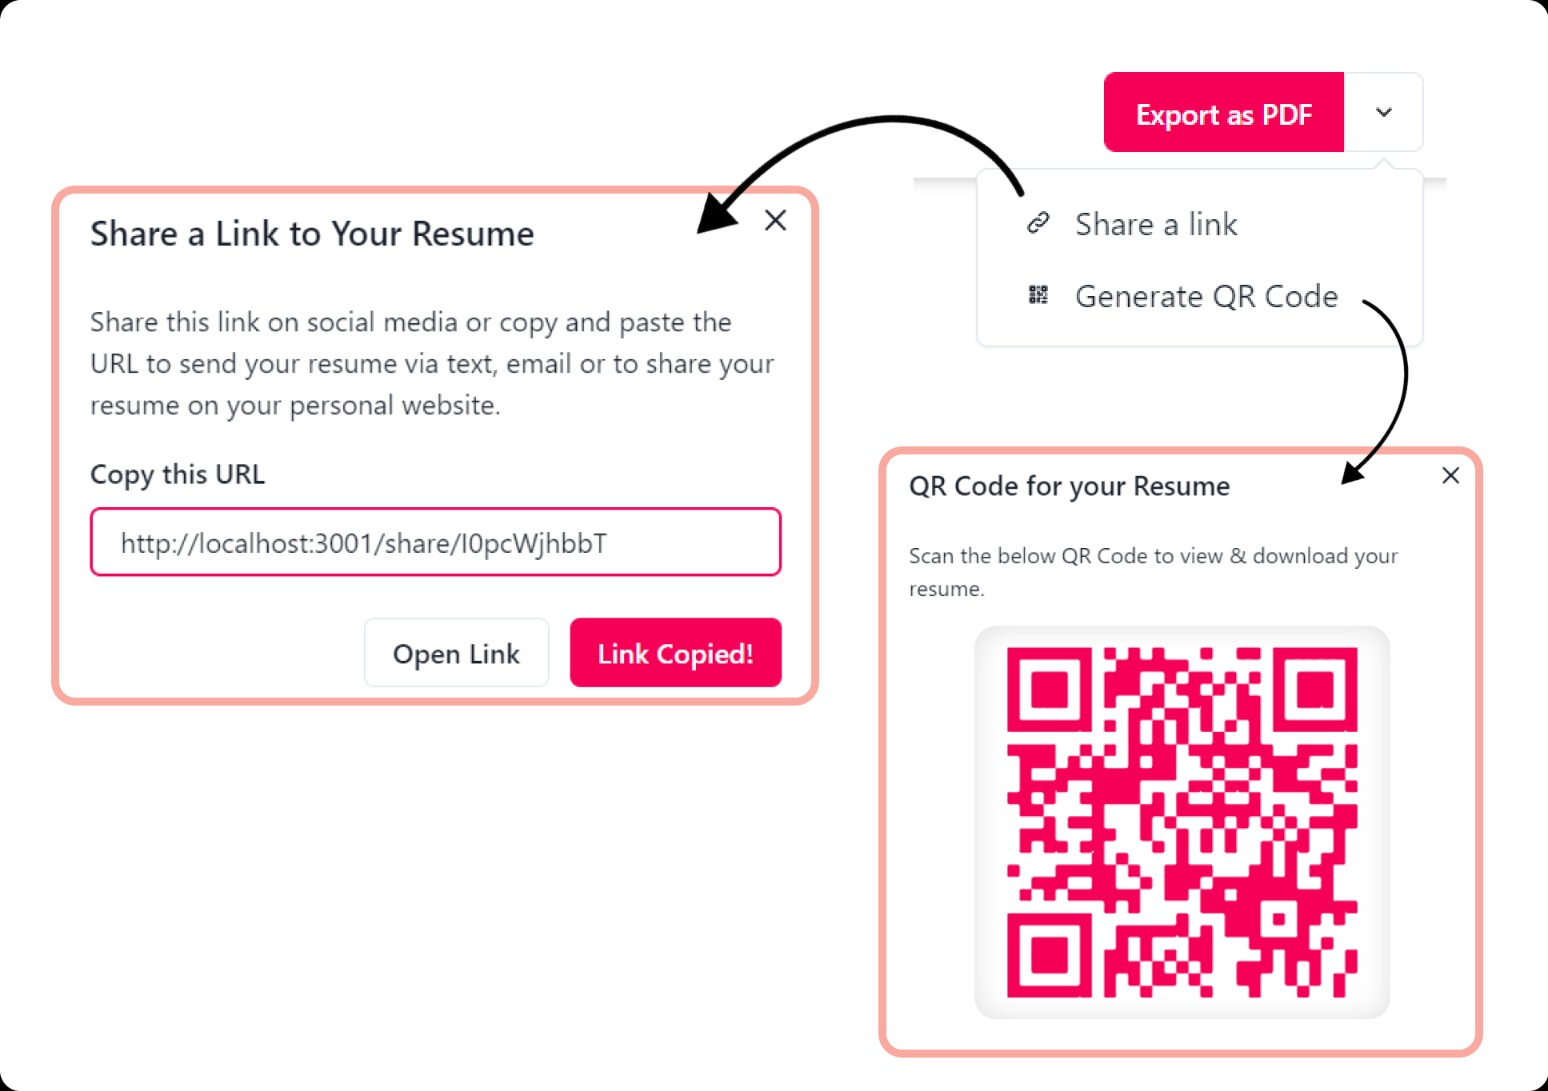 Export as PDF
Share a link
Generate QR Code
Share a Link to Your Resume
Share this link on social media or copy and paste the
URL to send your resume via text, email or to share your
resume on your personal website.
Copy this URL
http://localhost:3001/share/I0pcWjhbbT
Open Link
Link Copied!
QR Code for your Resume
Scan the below QR Code to view & download your
resume.